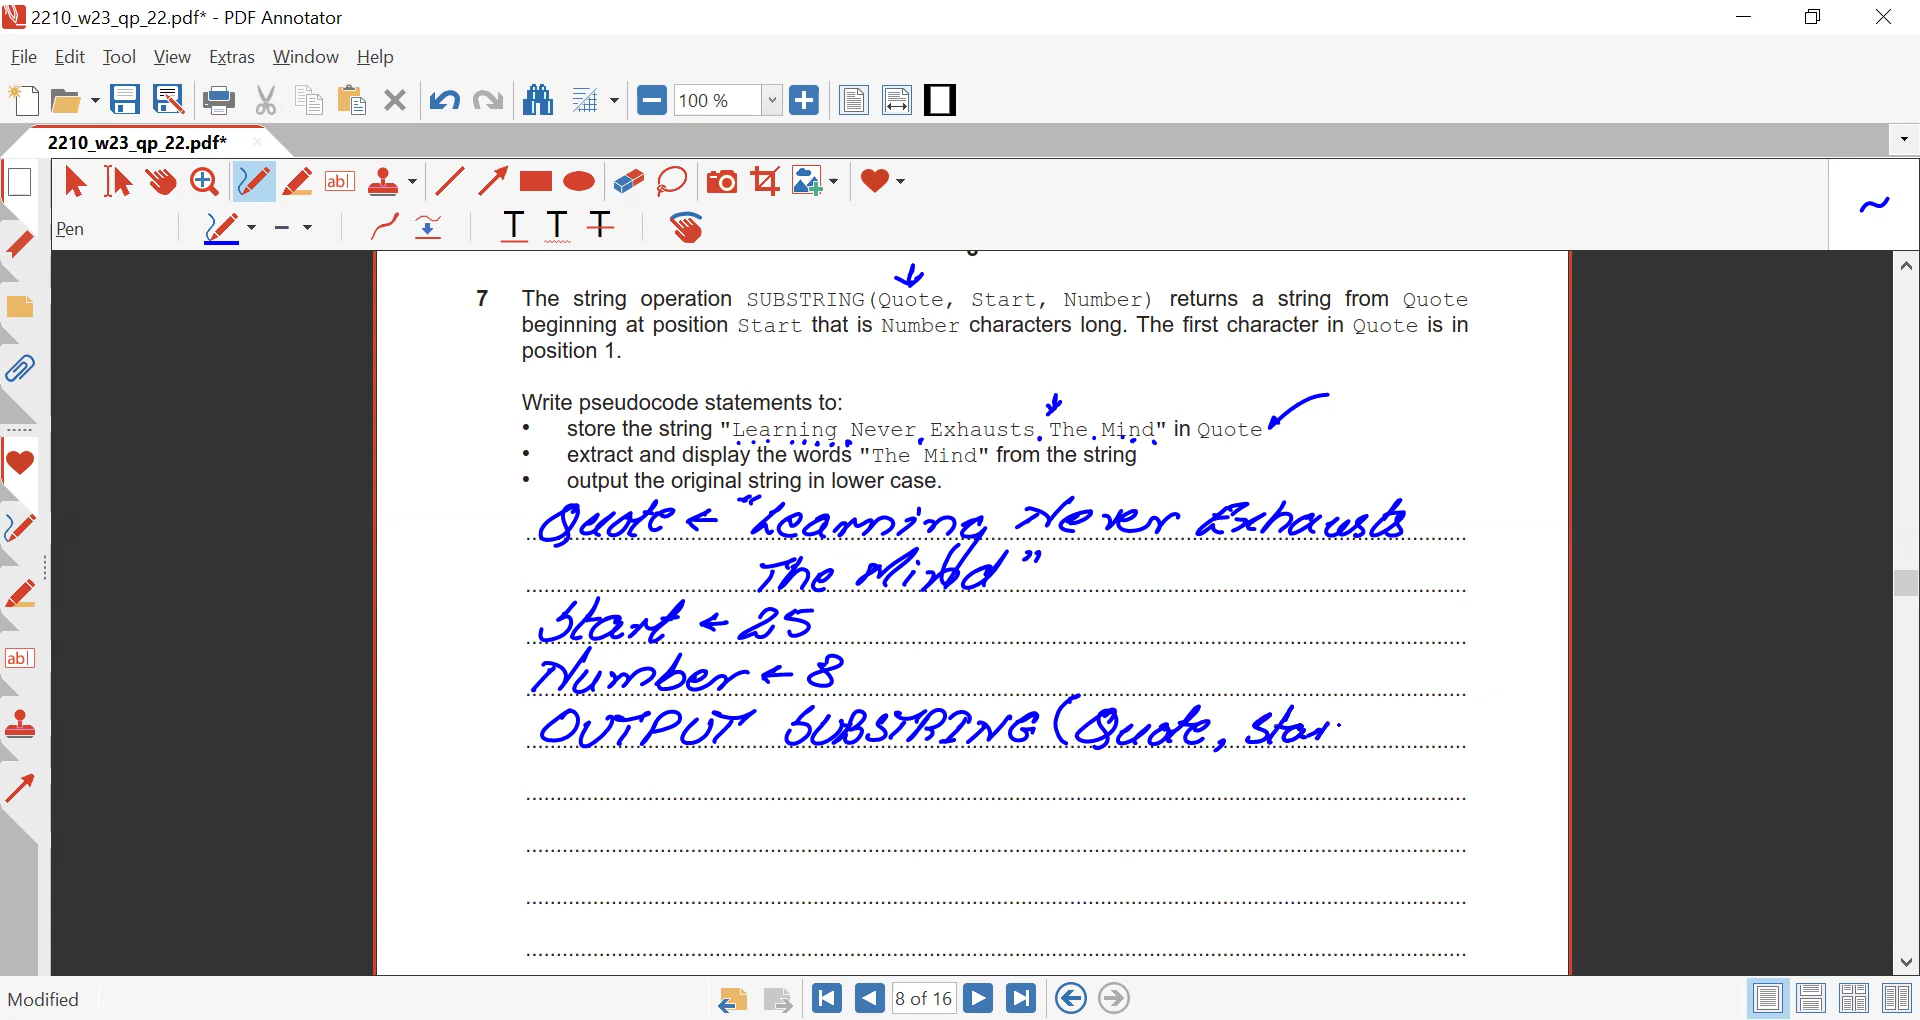 2210_w23_qp_22.pdf* - PDF Annotator
File Edit Tool View Extras Window Help
100 %
2210_w23_qp_22.pdf*
Pen
7 The string operation SUBSTRING(Quote, Start, Number) returns a string from Quote
beginning at position Start that is Number characters long. The first character in Quote is in
position 1.
Write pseudocode statements to:
• store the string "Learning Never Exhausts The Mind" in Quote
• extract and display the words "The Mind" from the string
• output the original string in lower case.
Quote ← "Learning Never Exhausts
The Mind"
Start ← 25
Number ← 8
OUTPUT SUBSTRING (Quote, Star
Modified
8 of 16